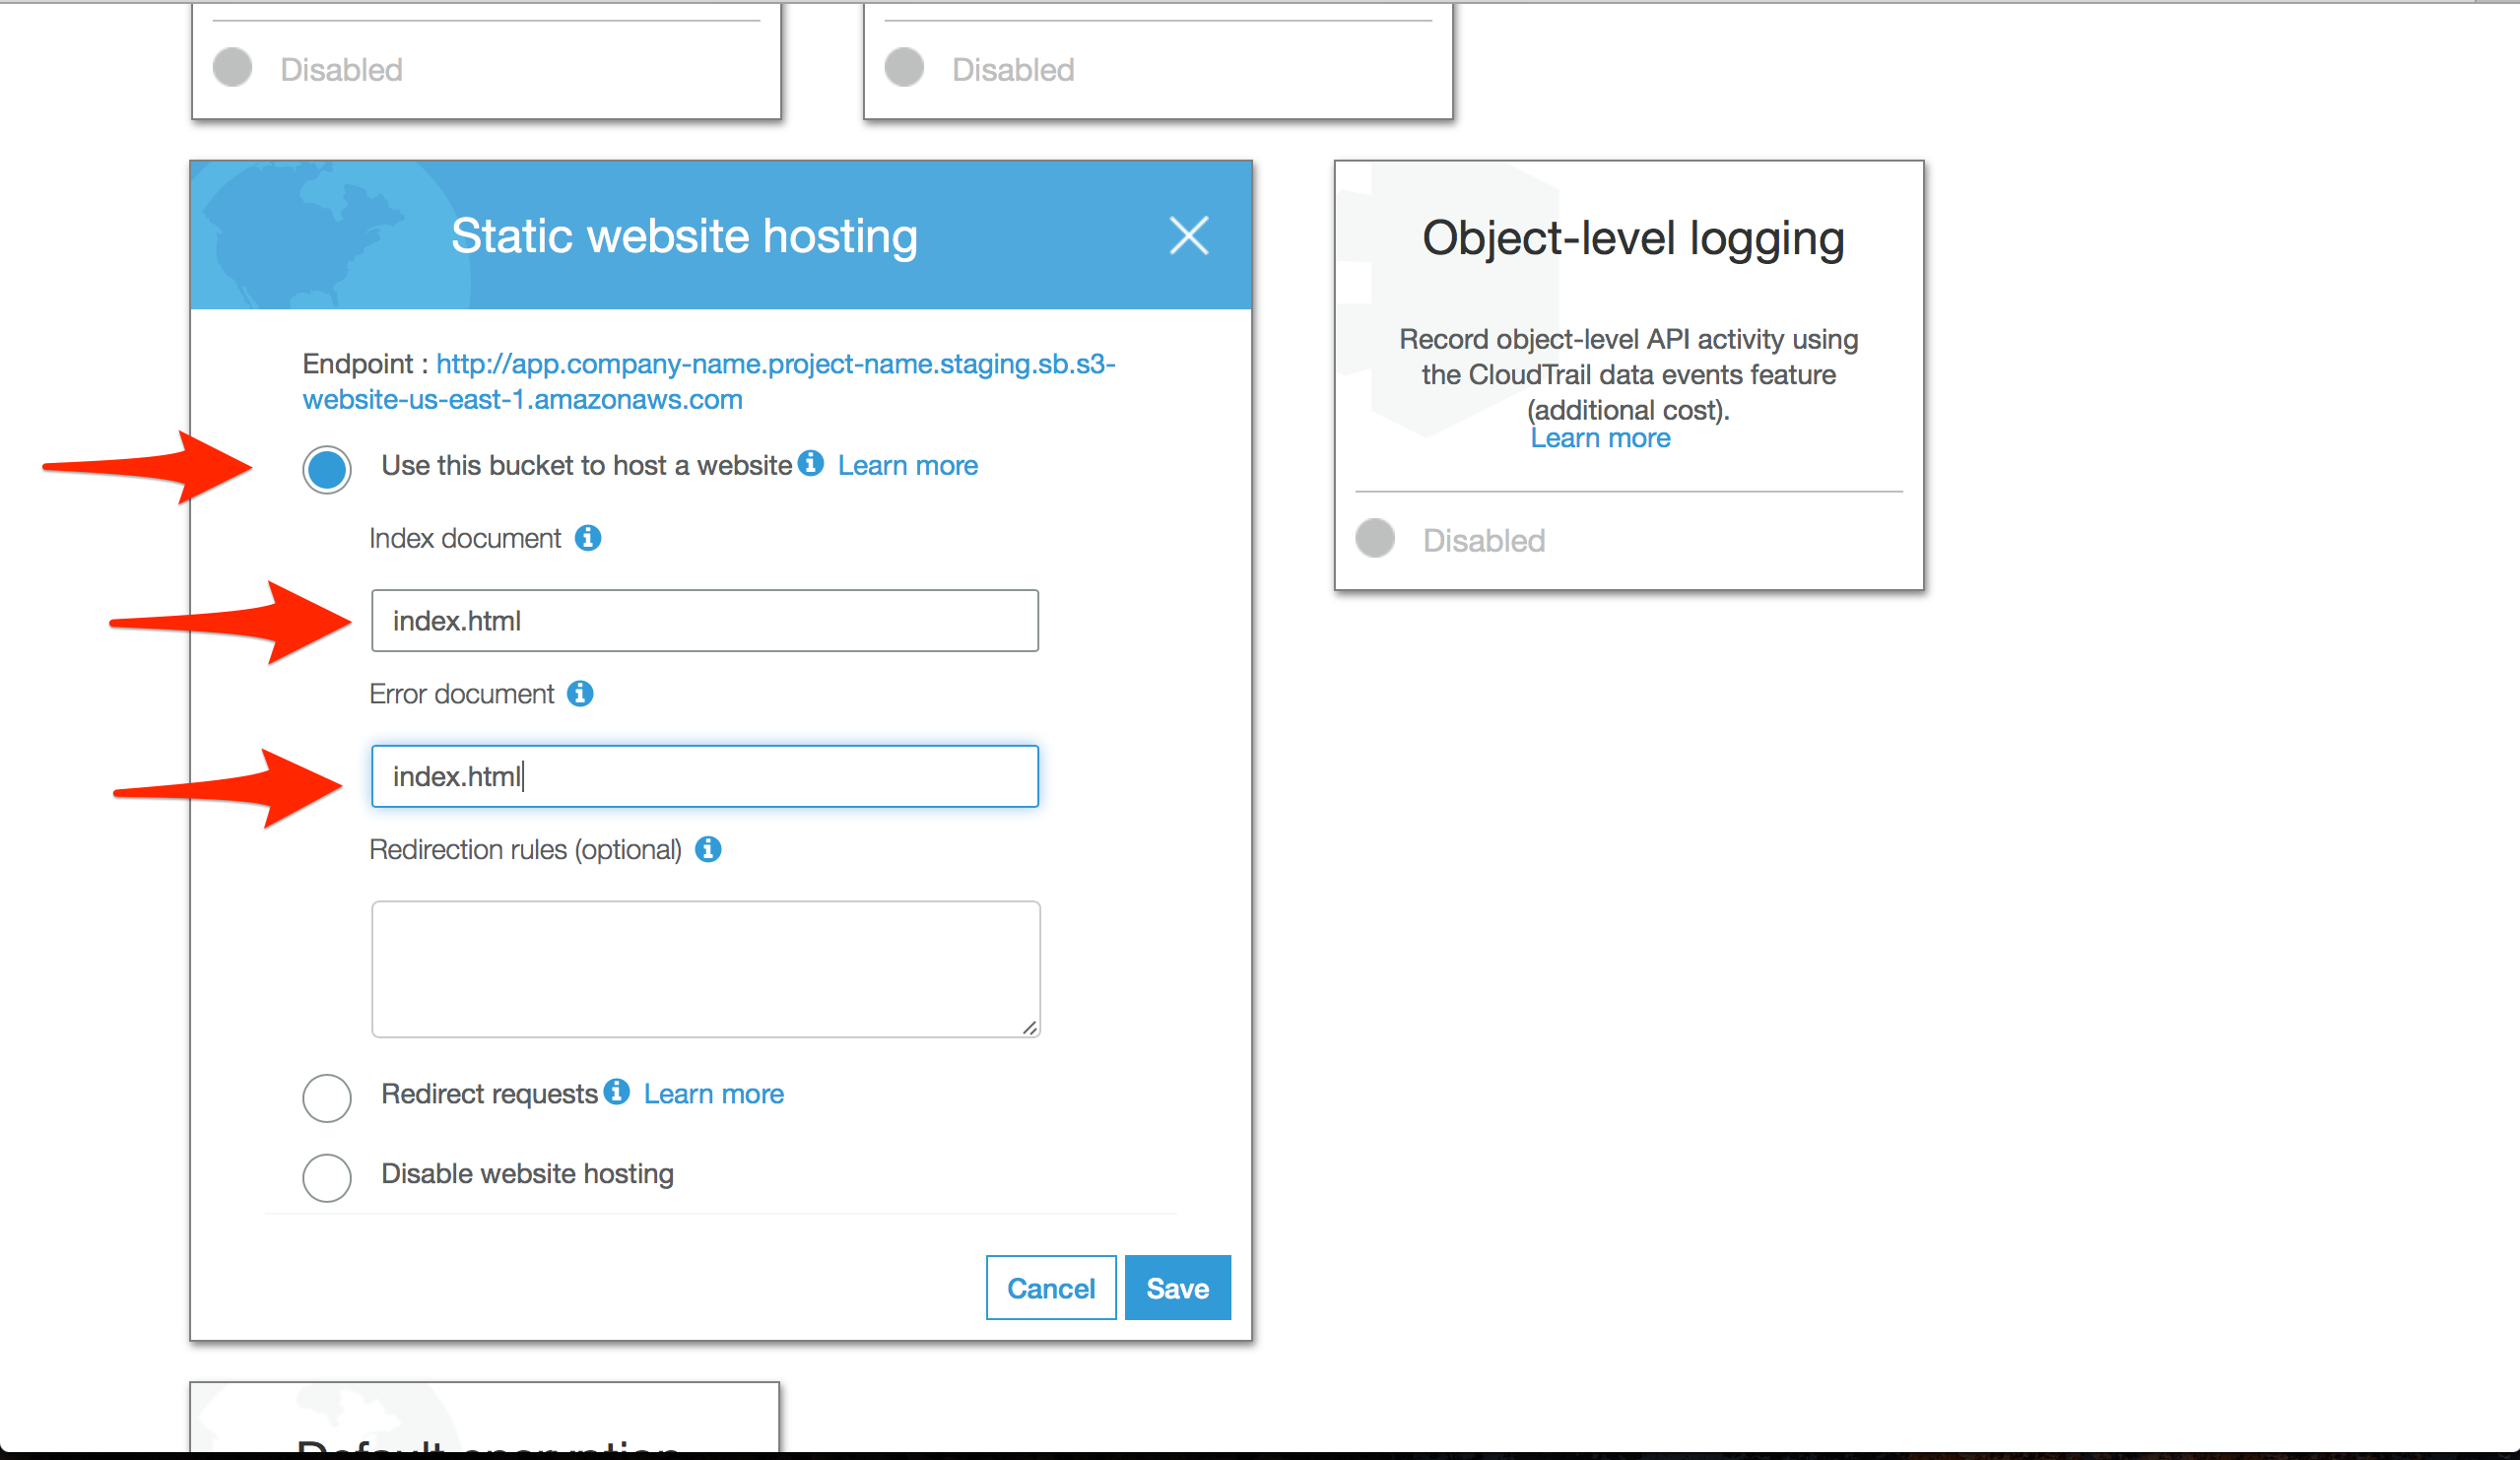 Disabled
Disabled
Static website hosting
Endpoint : http://app.company-name.project-name.staging.sb.s3-
website-us-east-1.amazonaws.com
Use this bucket to host a website Learn more
Index document
index.html
Error document
index.html
Redirection rules (optional)
Redirect requests Learn more
Disable website hosting
Cancel Save
Object-level logging
Record object-level API activity using
the CloudTrail data events feature
(additional cost).
Learn more
Disabled
Default encryption